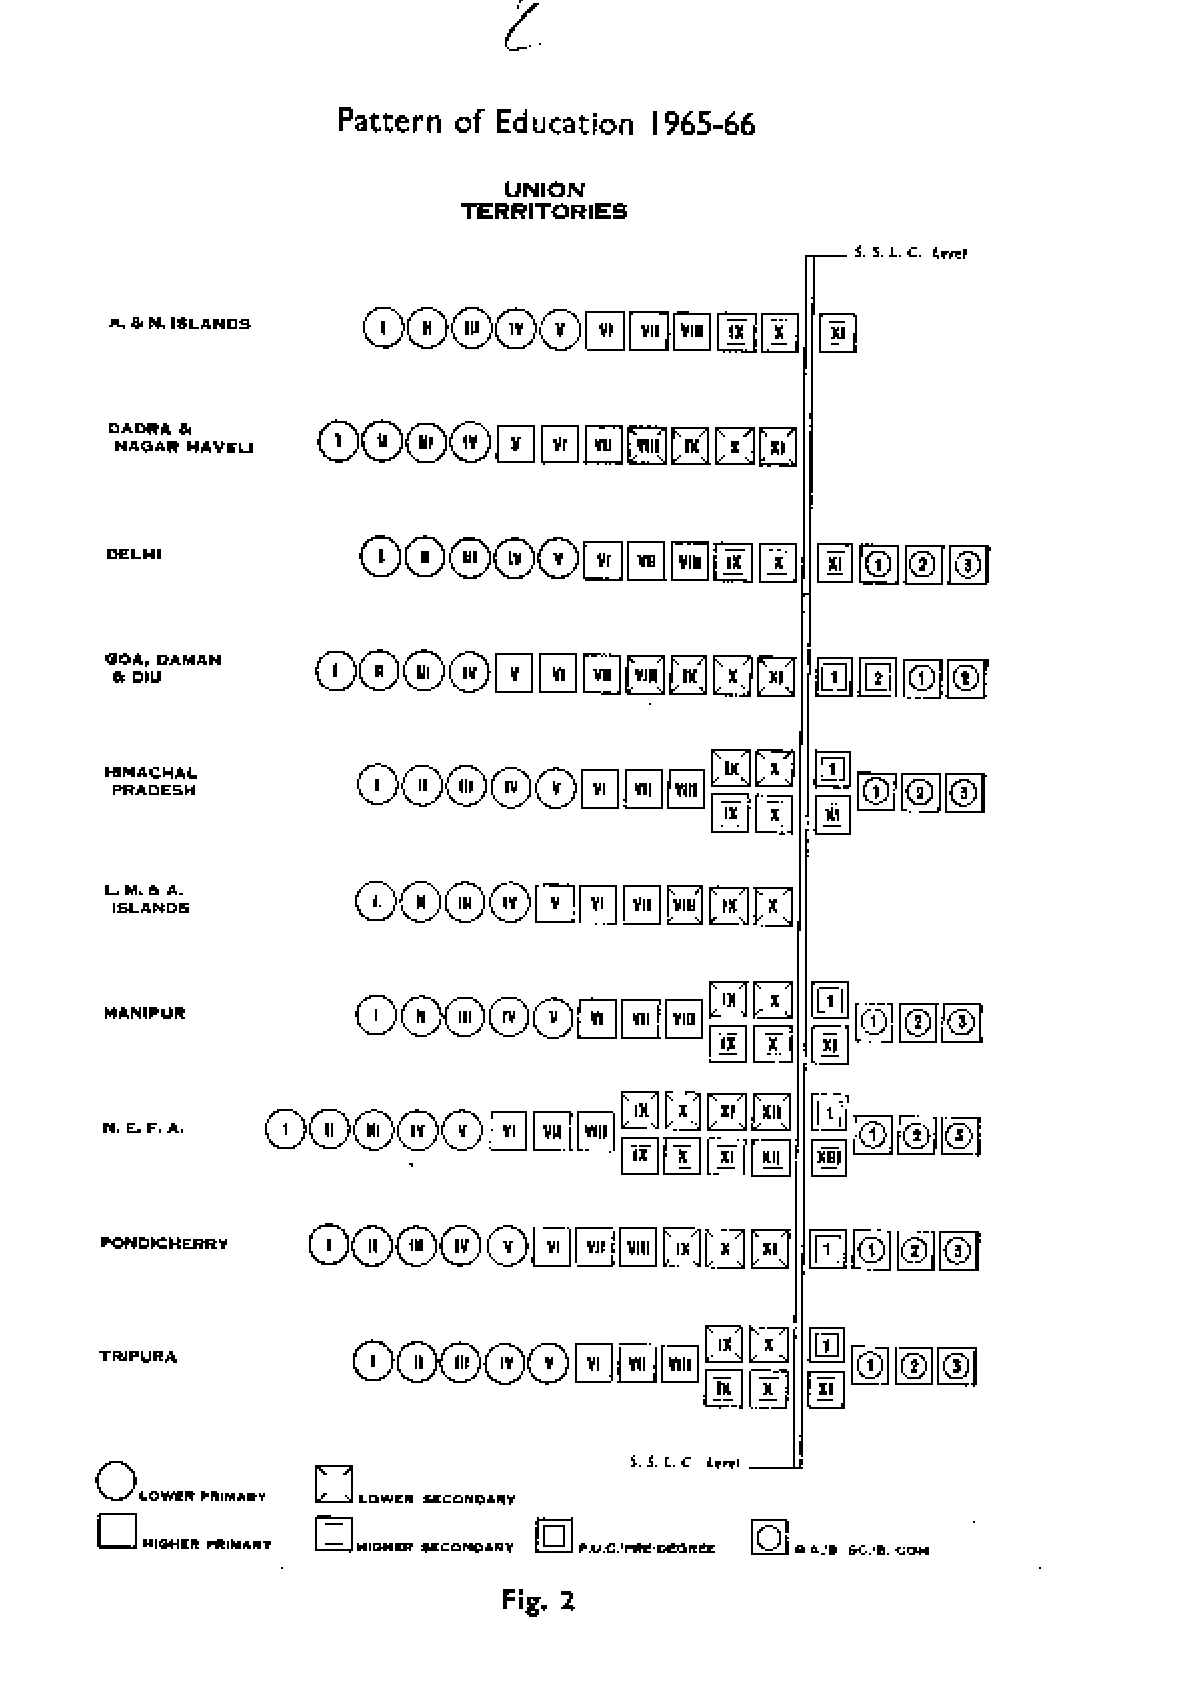 Pattern of Education 1965-66
UNION
TERRITORIES
S. S. L. C. Level
A. & N. ISLANDS I II III IV V VI VII VIII IX X XI
DADRA &
NAGAR HAVELI I II III IV V VI VII VIII IX X XI
DELHI I II III IV V VI VII VIII IX X XI 1 2 3
GOA, DAMAN
& DIU I II III IV V VI VII VIII IX X XI 1 2 1 2
IX X 1
HIMACHAL
PRADESH I II III IV V VI VII VIII 1 2 3
IX X XI
L. M. & A.
ISLANDS I II III IV V VI VII VIII IX X
IX X 1
MANIPUR I II III IV V VI VII VIII 1 2 3
IX X XI
IX X XI XII 1
N. E. F. A. I II III IV V VI VII VIII 1 2 3
IX X XI XII XIII
PONDICHERRY I II III IV V VI VII VIII IX X XI 1 1 2 3
IX X 1
TRIPURA I II III IV V VI VII VIII 1 2 3
IX X XI
S. S. L. C Level
LOWER PRIMARY LOWER SECONDARY
HIGHER PRIMARY HIGHER SECONDARY P.U.C./PRE-DEGREE B.A./B. SC./B. COM
Fig. 2